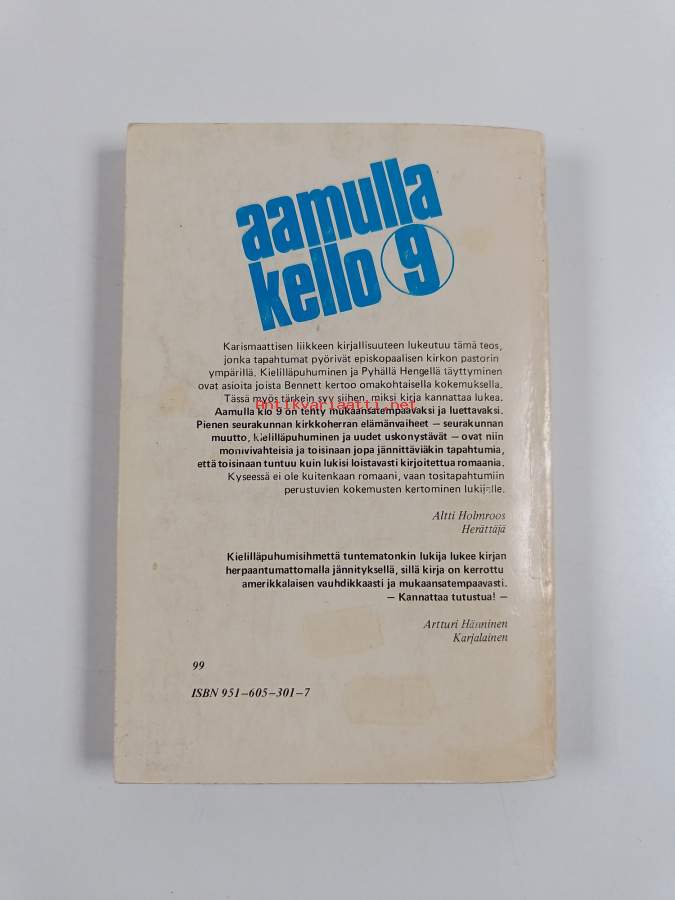 aamulla
kello 9
Karismaattisen liikkeen kirjallisuuteen lukeutuu tämä teos,
jonka tapahtumat pyörivät episkopaalisen kirkon pastorin
ympärillä. Kielilläpuhuminen ja Pyhällä Hengellä täyttyminen
ovat asioita joista Bennett kertoo omakohtaisella kokemuksella.
Tässä myös tärkein syy siihen, miksi kirja kannattaa lukea.
antikvariaatti.net
Aamulla klo 9 on tehty mukaansatempaavaksi ja luettavaksi.
Pienen seurakunnan kirkkoherran elämänvaiheet — seurakunnan
muutto, kielilläpuhuminen ja uudet uskonystävät — ovat niin
monivivahteisia ja toisinaan jopa jännittäviäkin tapahtumia,
että toisinaan tuntuu kuin lukisi loistavasti kirjoitettua romaania.
Kyseessä ei ole kuitenkaan romaani, vaan tositapahtumiin
perustuvien kokemusten kertominen lukijalle.
Altti Holmroos
Herättäjä
Kielilläpuhumisihmettä tuntematonkin lukija lukee kirjan
herpaantumattomalla jännityksellä, sillä kirja on kerrottu
amerikkalaisen vauhdikkaasti ja mukaansatempaavasti.
— Kannattaa tutustua! —
Artturi Hänninen
Karjalainen
99
ISBN 951—605—301—7